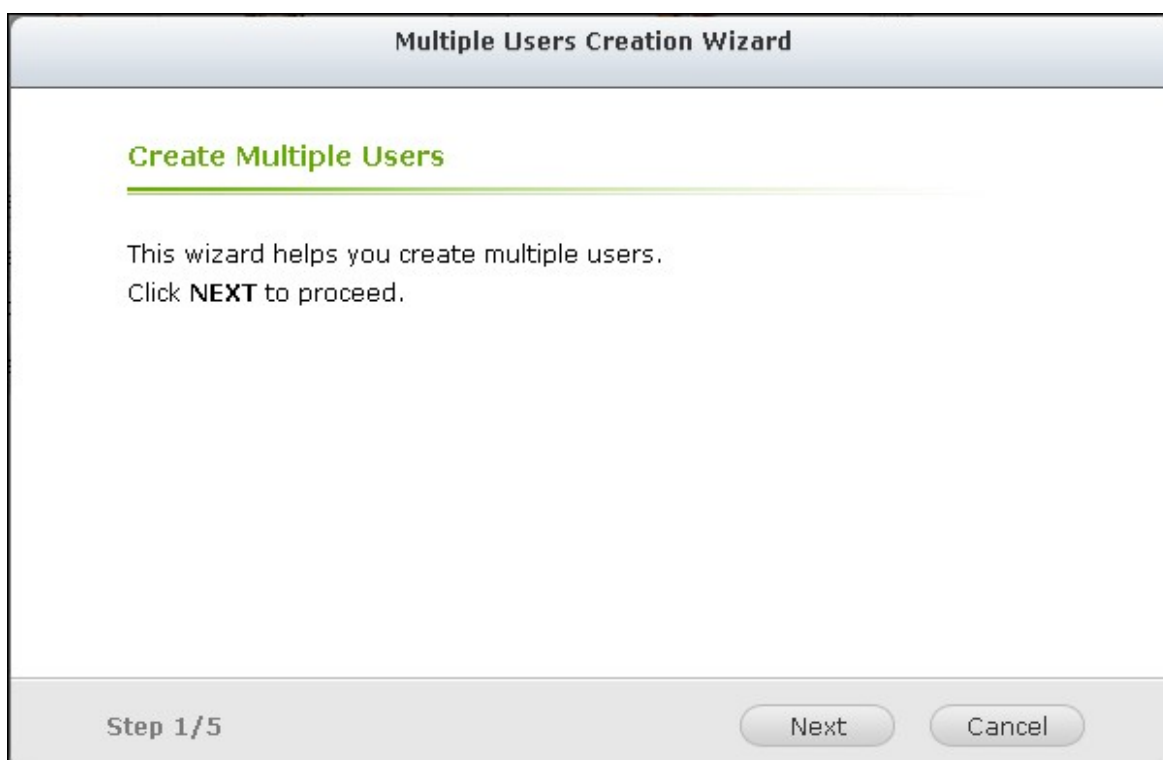 Multiple Users Creation Wizard
Create Multiple Users
This wizard helps you create multiple users.
Click NEXT to proceed.
Step 1/5
Next
Cancel